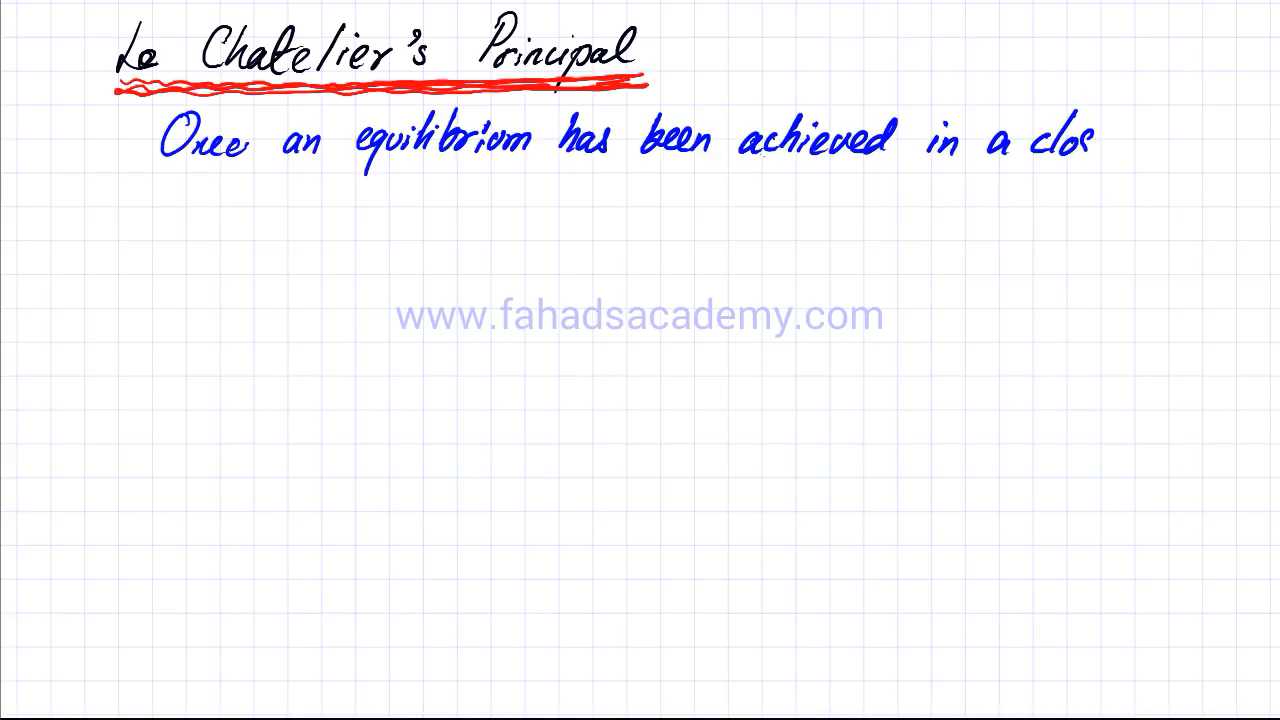 Le Chatelier's Principal
Once an equilibrium has been achieved in a clos
www.fahadsacademy.com